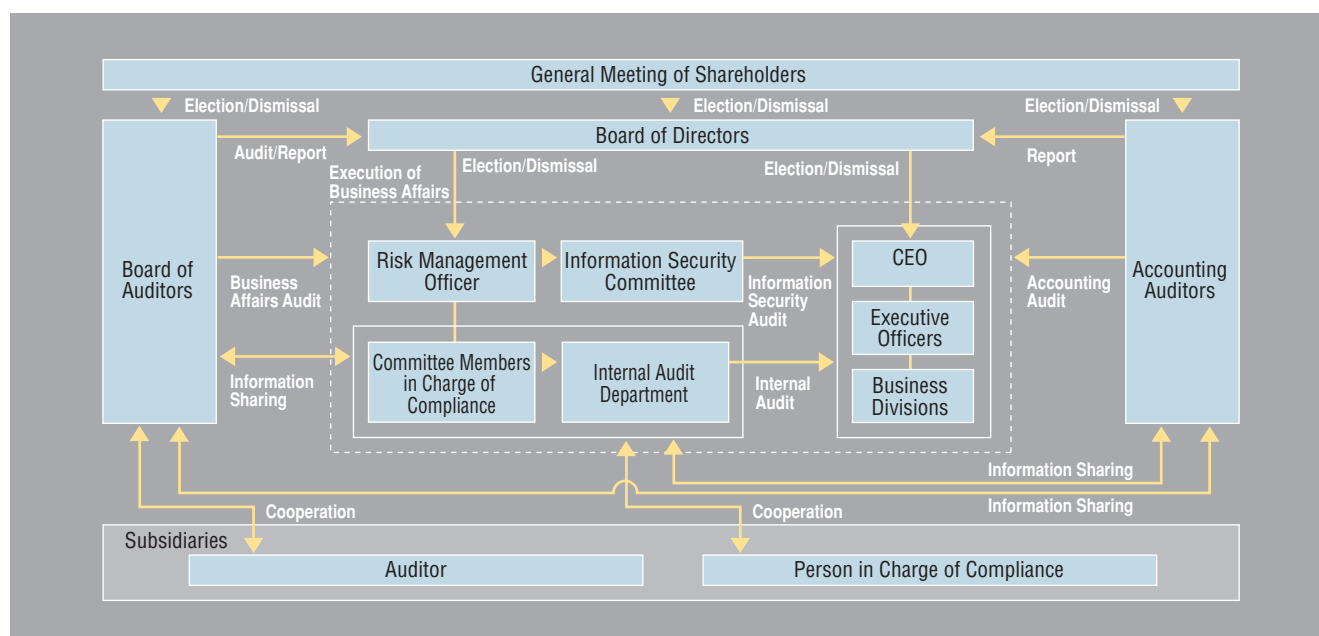 General Meeting of Shareholders
Election/Dismissal
Election/Dismissal
Election/Dismissal
Board of Directors
Audit/Report
Report
Execution of
Business Affairs
Election/Dismissal
Election/Dismissal
Board of
Auditors
Business
Affairs Audit
Risk Management
Officer
Information Security
Committee
Information
Security
Audit
CEO
Accounting
Audit
Accounting
Auditors
Executive
Officers
Information
Sharing
Committee Members
in Charge of
Compliance
Internal Audit
Department
Internal
Audit
Business
Divisions
Information Sharing
Information Sharing
Cooperation
Cooperation
Subsidiaries
Auditor
Person in Charge of Compliance